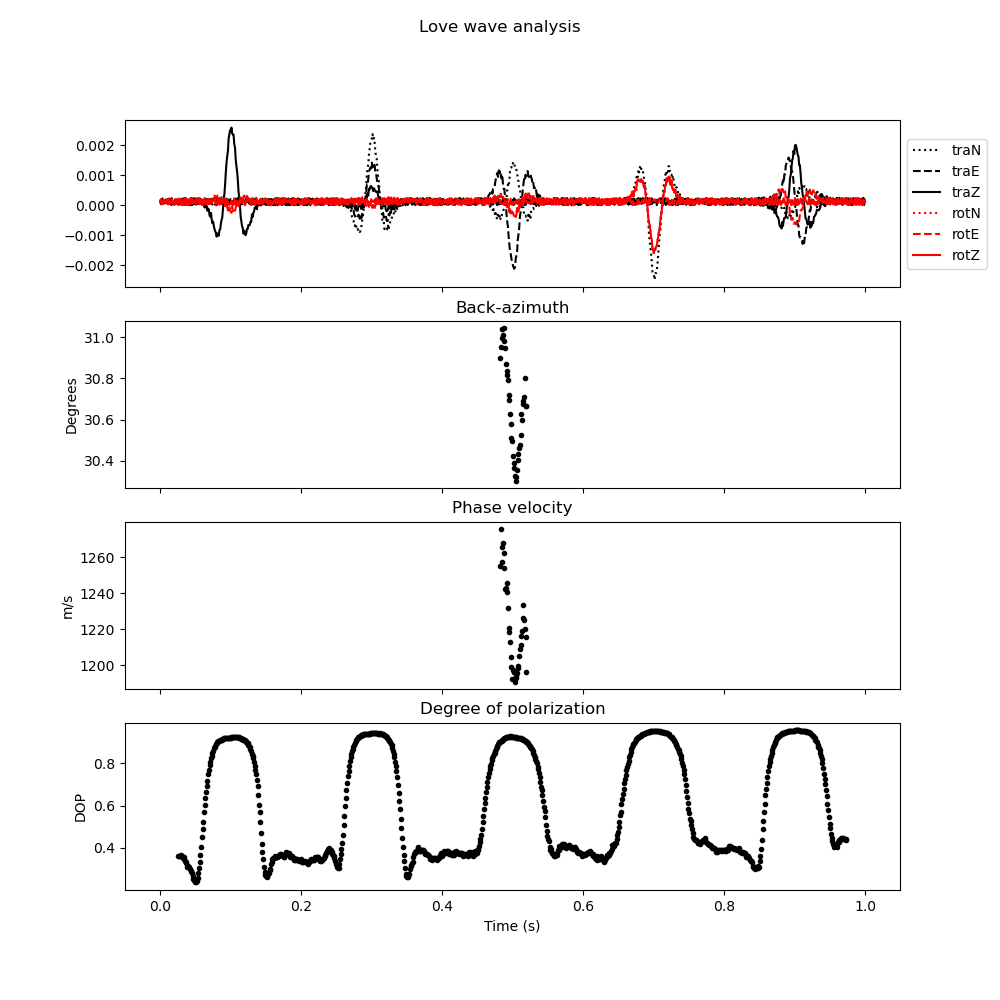 Love wave analysis
0.002
0.001
0.000
−0.001
−0.002
traN
traE
traZ
rotN
rotE
rotZ
Back-azimuth
31.0
30.8
30.6
30.4
Degrees
Phase velocity
1260
1240
1220
1200
m/s
Degree of polarization
0.8
0.6
0.4
DOP
0.0 0.2 0.4 0.6 0.8 1.0
Time (s)